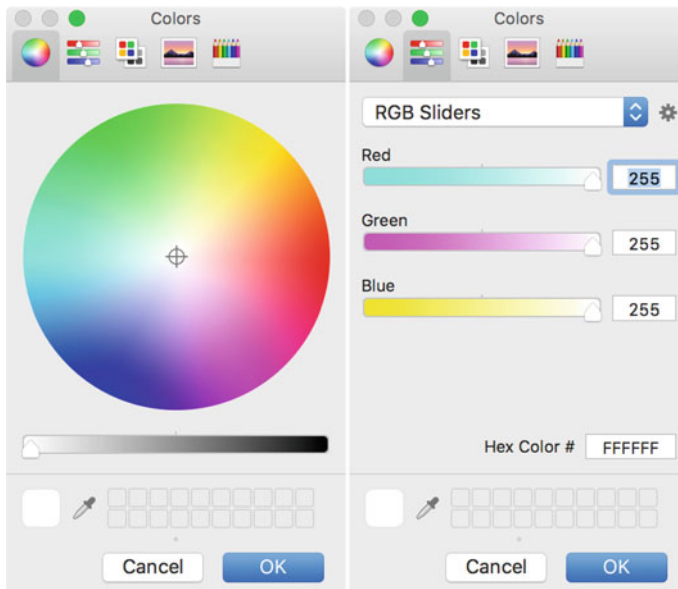 Colors
Cancel
OK
Colors
RGB Sliders
Red
255
Green
255
Blue
255
Hex Color # FFFFFF
Cancel
OK